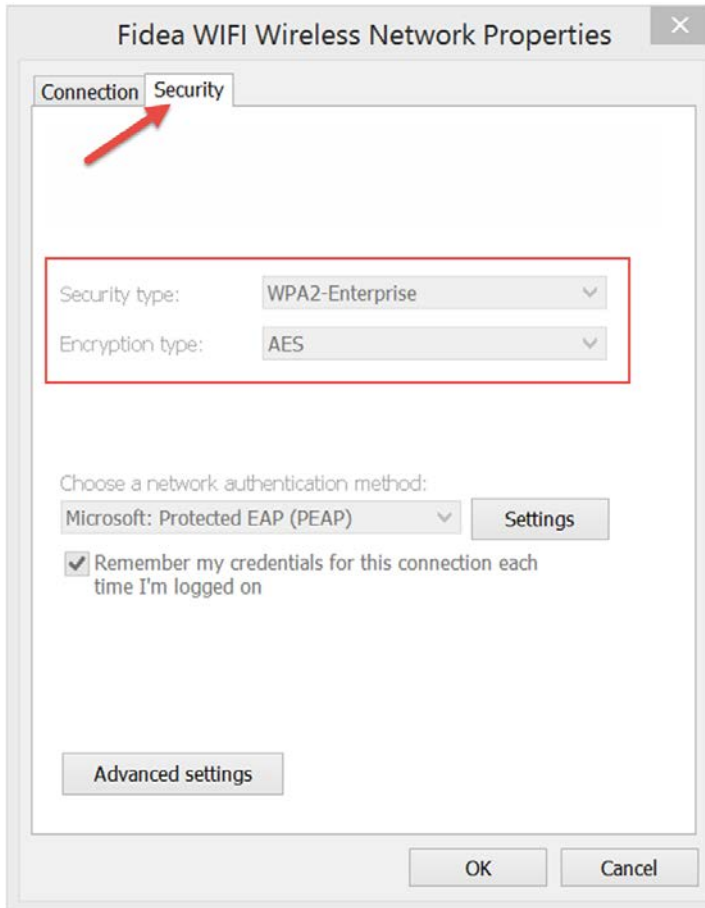 Fidea WIFI Wireless Network Properties
Connection
Security
Security type:
WPA2-Enterprise
Encryption type:
AES
Choose a network authentication method:
Microsoft: Protected EAP (PEAP)
Settings
Remember my credentials for this connection each
time I'm logged on
Advanced settings
OK
Cancel